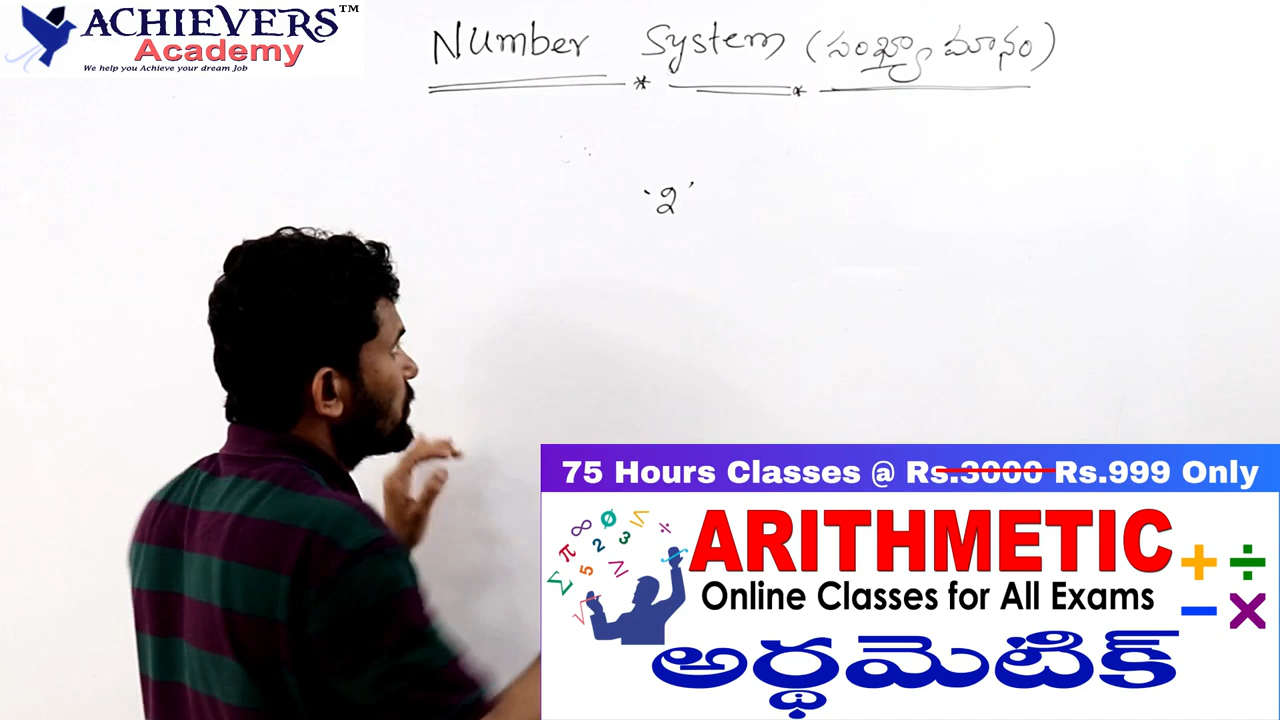 ACHIEVERS™
Academy
We help you Achieve your dream Job
Number System (సంఖ్యా మానం)
'2'
75 Hours Classes @ Rs.3000 Rs.999 Only
ARITHMETIC
Online Classes for All Exams
అర్థమెటిక్